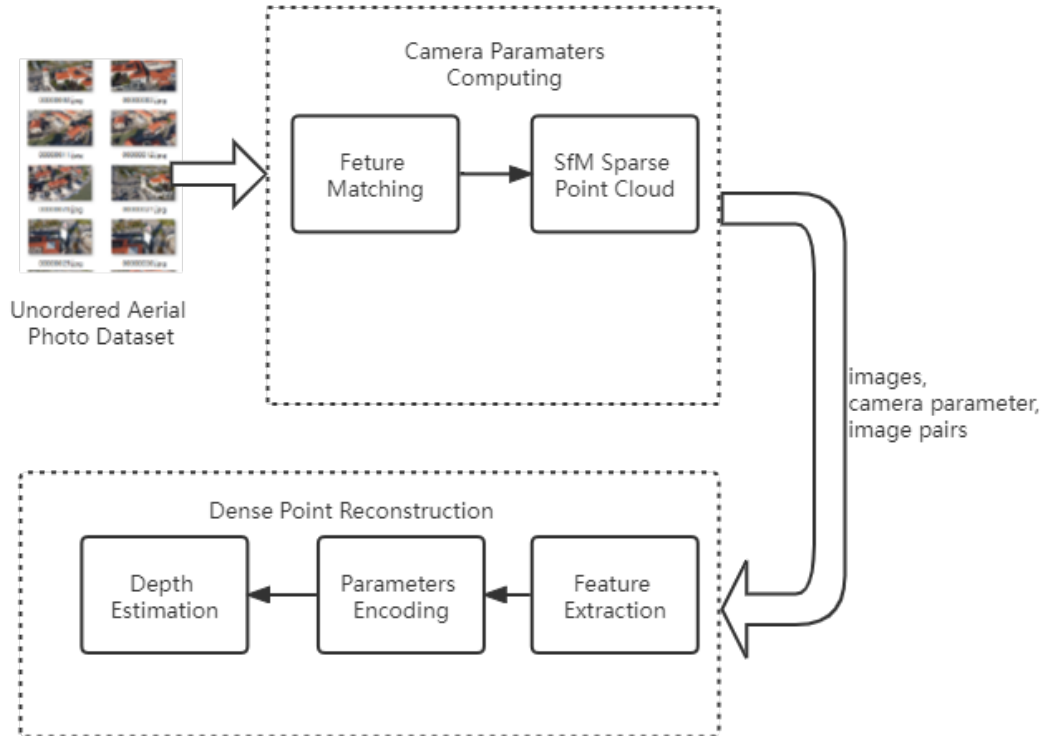 Camera Paramaters
Computing
Feture
Matching
SfM Sparse
Point Cloud
Unordered Aerial
Photo Dataset
images,
camera parameter,
image pairs
Dense Point Reconstruction
Depth
Estimation
Parameters
Encoding
Feature
Extraction